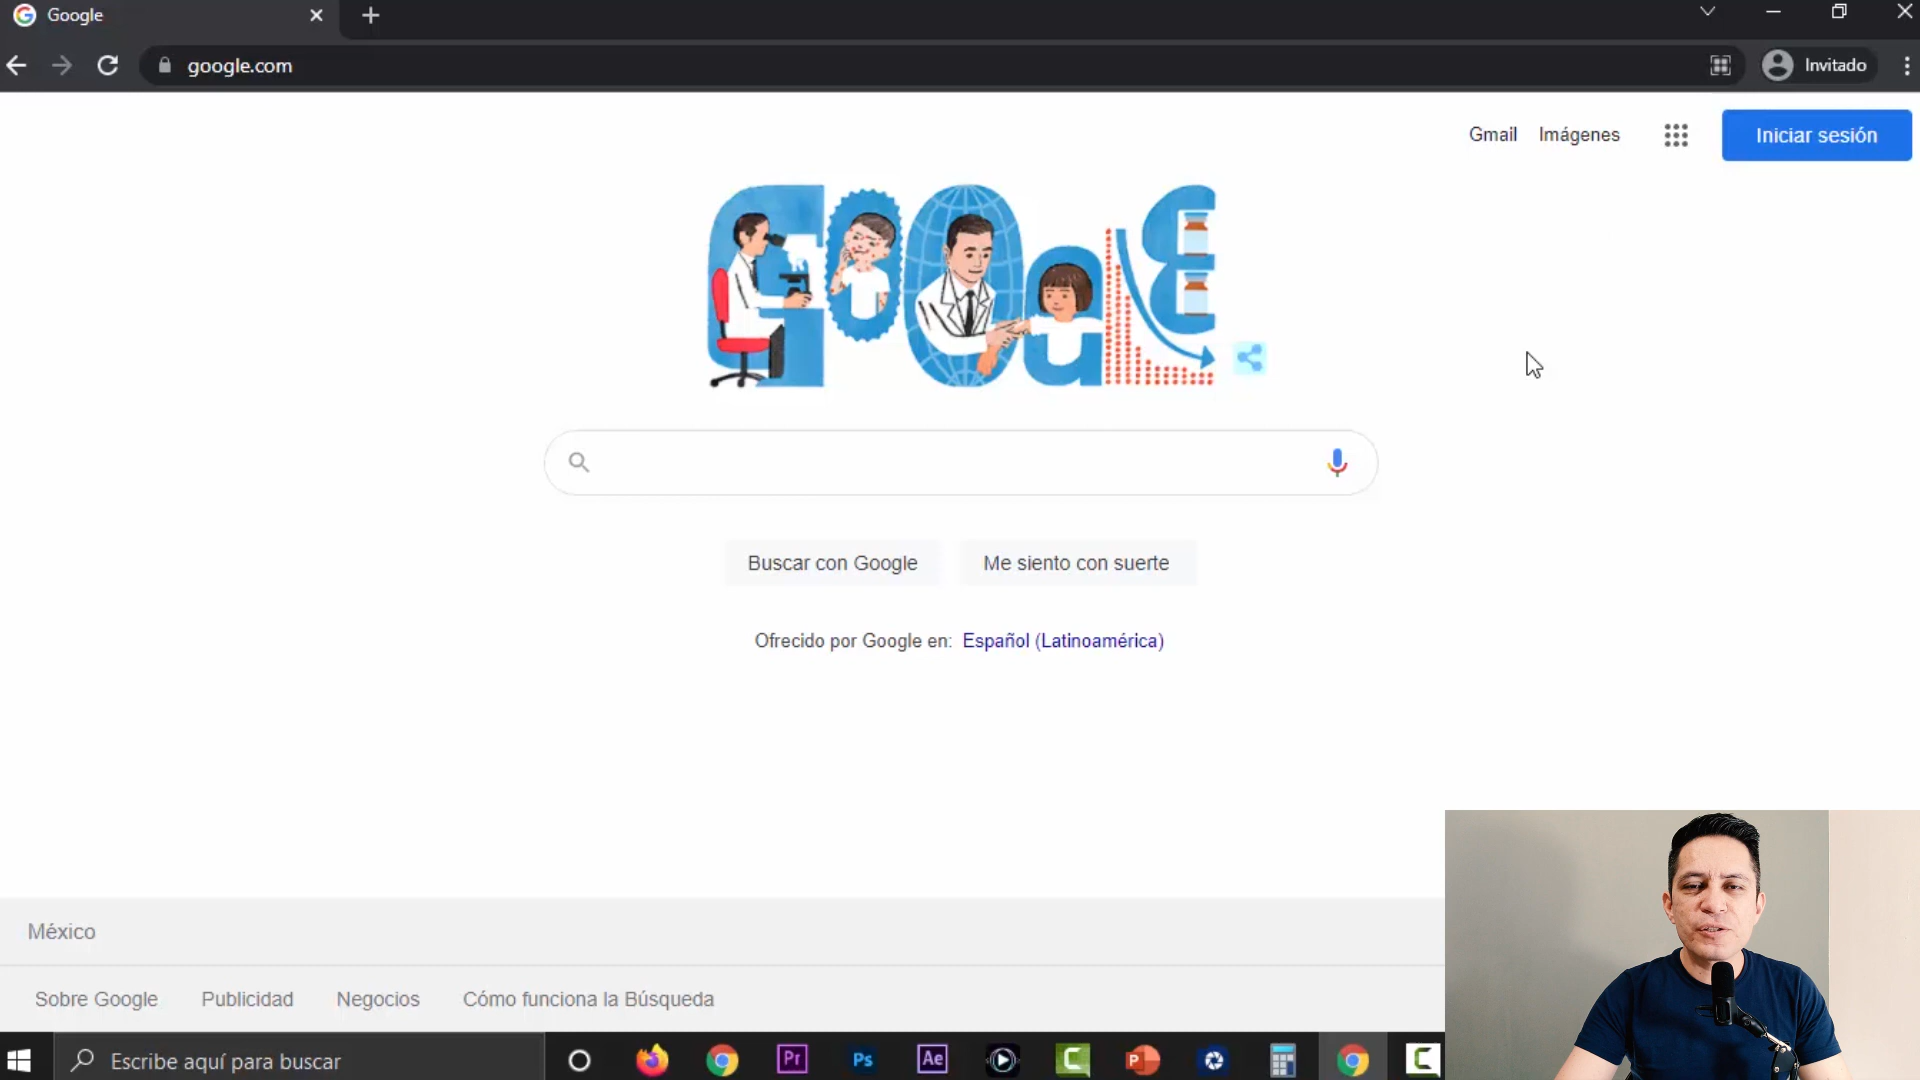 Google
google.com
Invitado
Gmail
Imágenes
Iniciar sesión
GOOGLE
Buscar con Google
Me siento con suerte
Ofrecido por Google en: Español (Latinoamérica)
México
Sobre Google
Publicidad
Negocios
Cómo funciona la Búsqueda
Escribe aquí para buscar
Pr
Ps
Ae
C
P
C